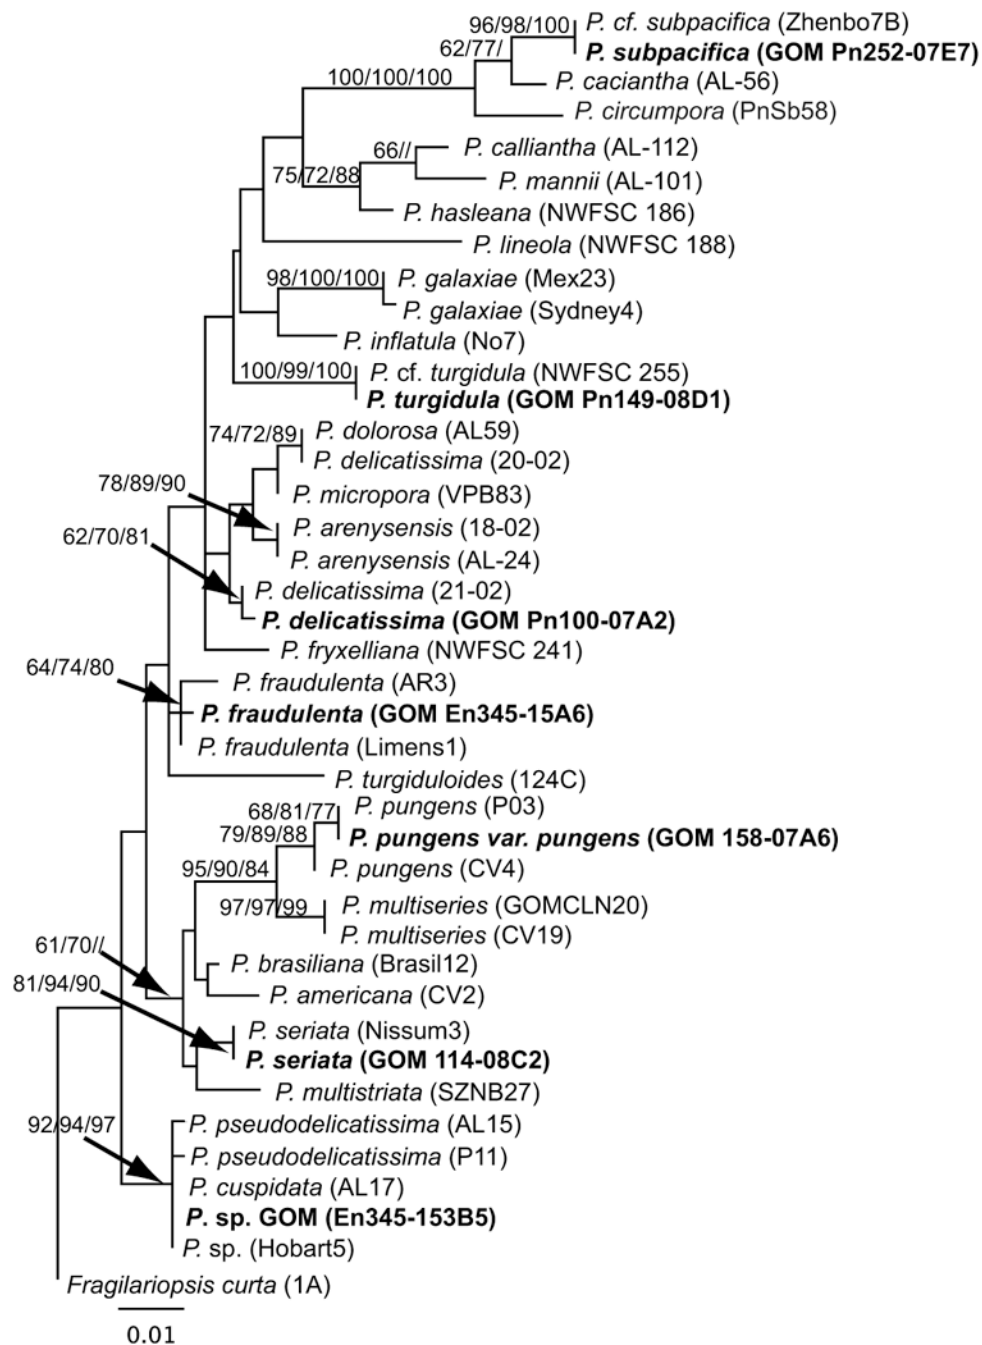 96/98/100
P. cf. subpacifica (Zhenbo7B)
62/77/
P. subpacifica (GOM Pn252-07E7)
100/100/100
P. caciantha (AL-56)
P. circumpora (PnSb58)
66//
P. calliantha (AL-112)
75/72/88
P. mannii (AL-101)
P. hasleana (NWFSC 186)
P. lineola (NWFSC 188)
98/100/100
P. galaxiae (Mex23)
P. galaxiae (Sydney4)
P. inflatula (No7)
100/99/100
P. cf. turgidula (NWFSC 255)
P. turgidula (GOM Pn149-08D1)
74/72/89
P. dolorosa (AL59)
P. delicatissima (20-02)
78/89/90
P. micropora (VPB83)
62/70/81
P. arenysensis (18-02)
P. arenysensis (AL-24)
P. delicatissima (21-02)
P. delicatissima (GOM Pn100-07A2)
P. fryxelliana (NWFSC 241)
64/74/80
P. fraudulenta (AR3)
P. fraudulenta (GOM En345-15A6)
P. fraudulenta (Limens1)
P. turgiduloides (124C)
68/81/77
P. pungens (P03)
79/89/88
P. pungens var. pungens (GOM 158-07A6)
95/90/84
P. pungens (CV4)
97/97/99
P. multiseries (GOMCLN20)
P. multiseries (CV19)
61/70//
P. brasiliana (Brasil12)
81/94/90
P. americana (CV2)
P. seriata (Nissum3)
P. seriata (GOM 114-08C2)
P. multistriata (SZNB27)
92/94/97
P. pseudodelicatissima (AL15)
P. pseudodelicatissima (P11)
P. cuspidata (AL17)
P. sp. GOM (En345-153B5)
P. sp. (Hobart5)
Fragilariopsis curta (1A)
0.01